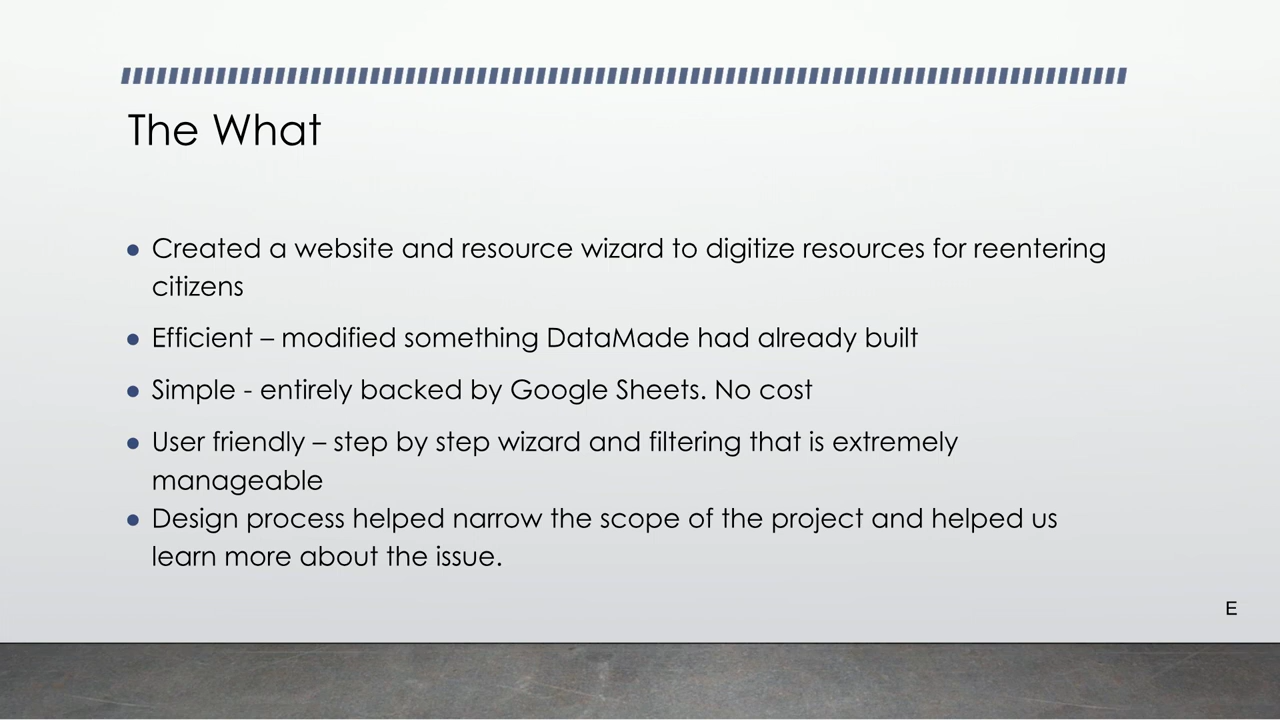 The What
• Created a website and resource wizard to digitize resources for reentering
citizens
• Efficient – modified something DataMade had already built
• Simple - entirely backed by Google Sheets. No cost
• User friendly – step by step wizard and filtering that is extremely
manageable
• Design process helped narrow the scope of the project and helped us
learn more about the issue.
E